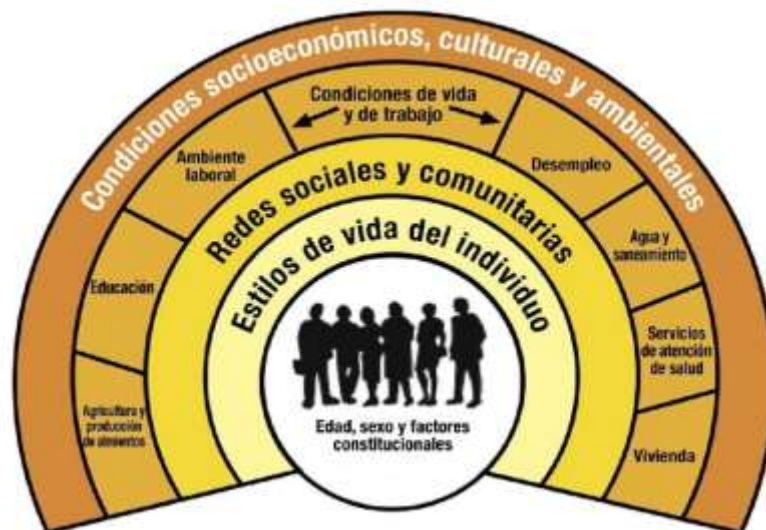 Condiciones socioeconómicos, culturales y ambientales
Condiciones de vida
y de trabajo
Ambiente
laboral
Desempleo
Redes sociales y comunitarias
Agua y
saneamiento
Educación
Estilos de vida del individuo
Servicios
de atención
de salud
Agricultura y
producción
de alimentos
Edad, sexo y factores
constitucionales
Vivienda